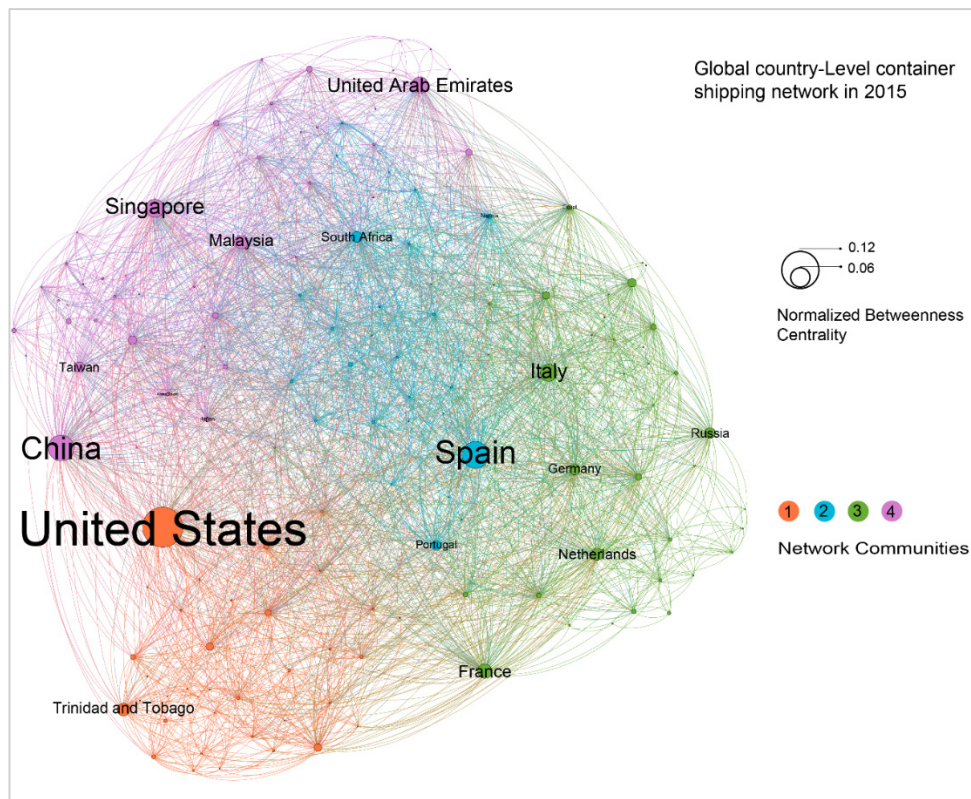 Global country-Level container
shipping network in 2015
United Arab Emirates
Singapore
Malaysia
South Africa
0.12
0.06
Normalized Betweenness
Centrality
Taiwan
Italy
China
Spain
Russia
Germany
United States
1 2 3 4
Network Communities
Portugal
Netherlands
France
Trinidad and Tobago